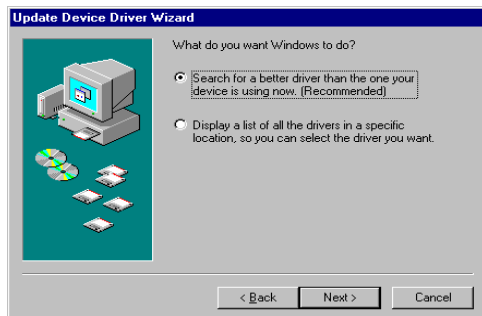 Update Device Driver Wizard
What do you want Windows to do?
Search for a better driver than the one your
device is using now. (Recommended)
Display a list of all the drivers in a specific
location, so you can select the driver you want.
< Back
Next >
Cancel